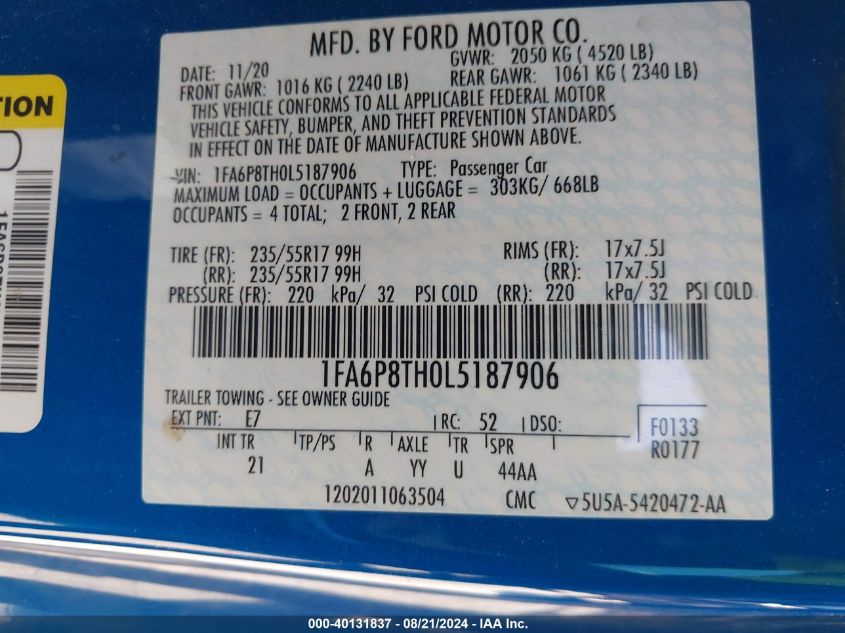 MFD. BY FORD MOTOR CO.
DATE: 11/20 GVWR: 2050 KG ( 4520 LB)
FRONT GAWR: 1016 KG ( 2240 LB) REAR GAWR: 1061 KG ( 2340 LB)
THIS VEHICLE CONFORMS TO ALL APPLICABLE FEDERAL MOTOR
VEHICLE SAFETY, BUMPER, AND THEFT PREVENTION STANDARDS
IN EFFECT ON THE DATE OF MANUFACTURE SHOWN ABOVE.
VIN: 1FA6P8TH0L5187906 TYPE: Passenger Car
MAXIMUM LOAD = OCCUPANTS + LUGGAGE = 303KG/ 668LB
OCCUPANTS = 4 TOTAL; 2 FRONT, 2 REAR
TIRE (FR): 235/55R17 99H RIMS (FR): 17x7.5J
(RR): 235/55R17 99H (RR): 17x7.5J
PRESSURE (FR): 220 kPa/ 32 PSI COLD (RR): 220 kPa/ 32 PSI COLD
1FA6P8TH0L5187906
TRAILER TOWING - SEE OWNER GUIDE
EXT PNT: E7 RC: 52 DSO: F0133
R0177
INT TR TP/PS R AXLE TR SPR
21 A YY U 44AA
1202011063504 CMC ▽5U5A-5420472-AA
000-40131837 - 08/21/2024 - IAA Inc.